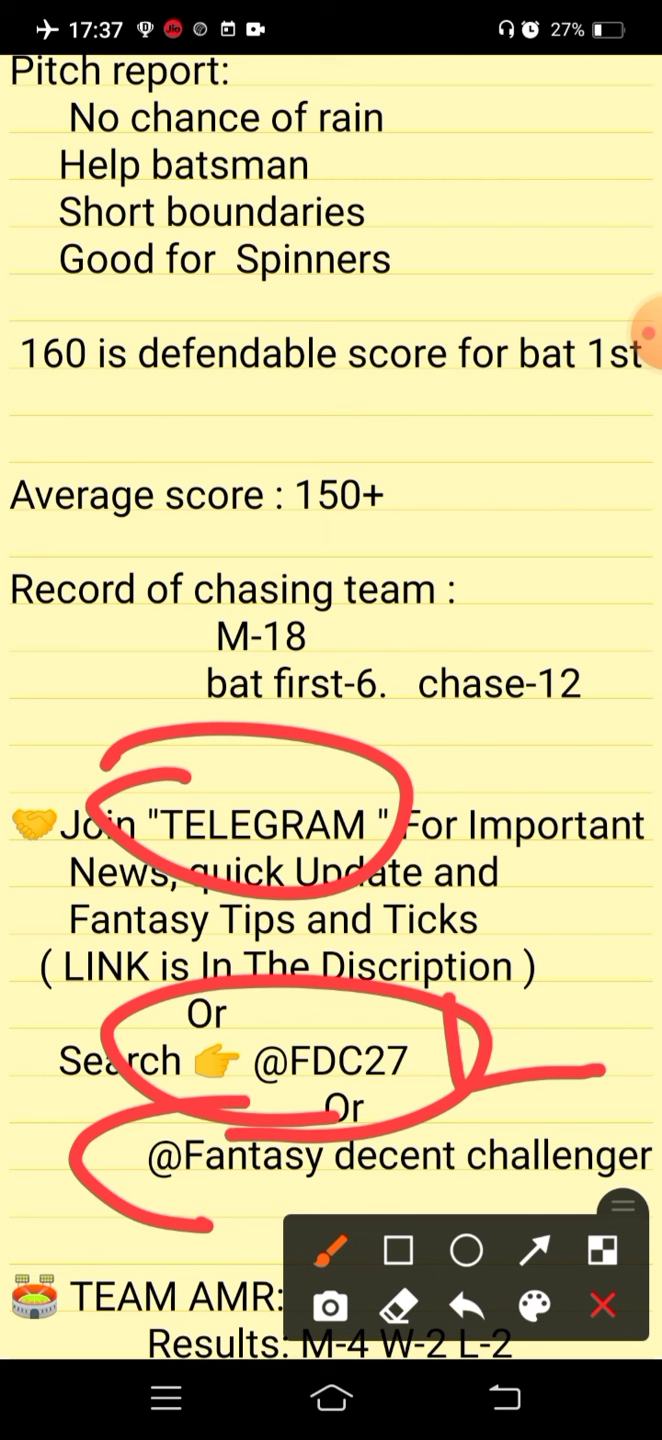 17:37
Jio
27%
Pitch report:
No chance of rain
Help batsman
Short boundaries
Good for Spinners
160 is defendable score for bat 1st
Average score : 150+
Record of chasing team :
M-18
bat first-6. chase-12
🤝Join "TELEGRAM " For Important
News, quick Update and
Fantasy Tips and Ticks
( LINK is In The Discription )
Or
Search 👉 @FDC27
Or
@Fantasy decent challenger
🏟️ TEAM AMR:
Results: M-4 W-2 L-2